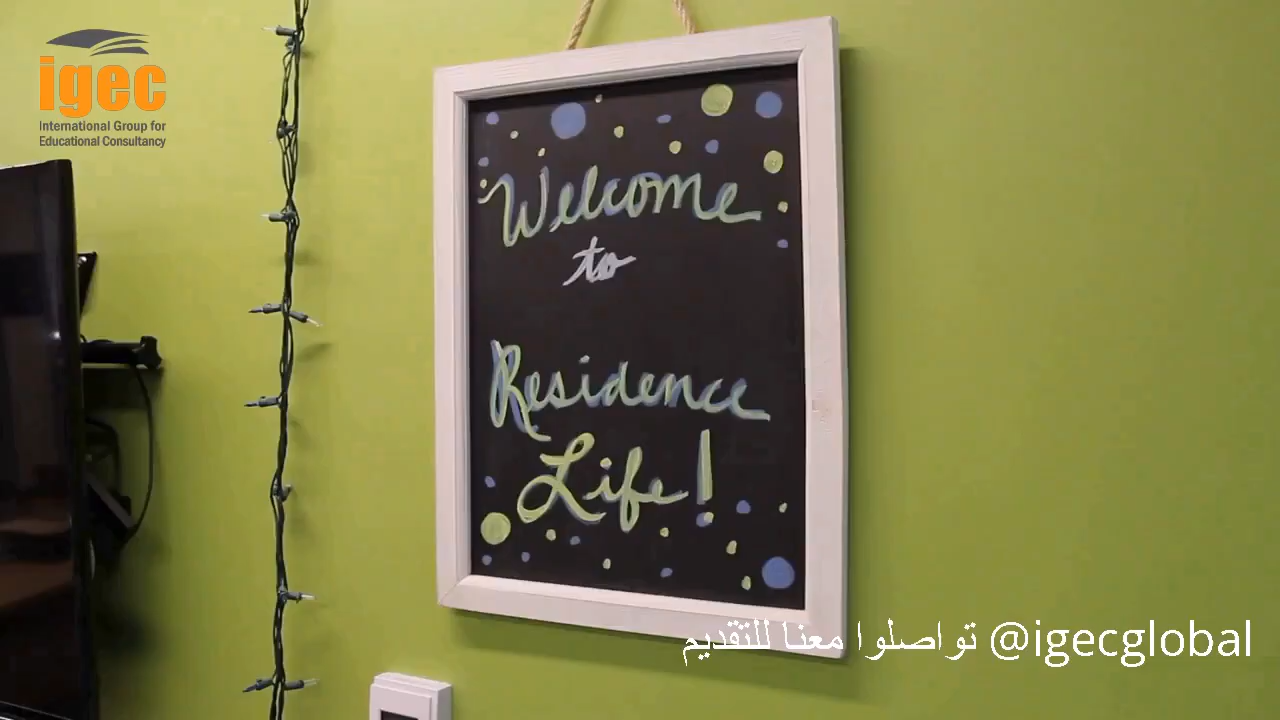 igec
International Group for
Educational Consultancy
Welcome
to
Residence
Life!
تواصلوا معنا للتقديم @igecglobal